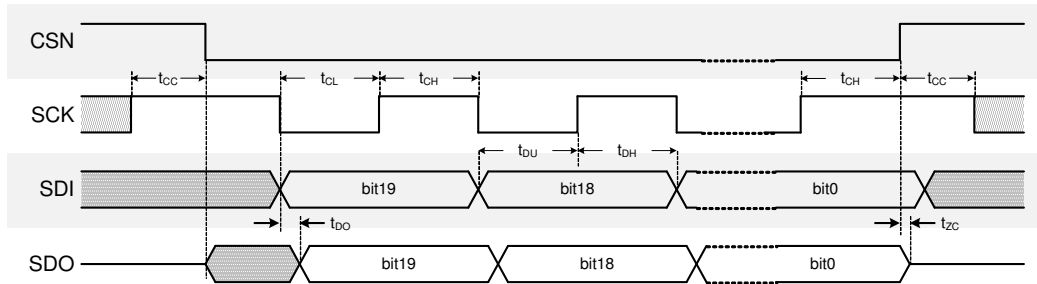 CSN
tCC tCL tCH tCH tCC
SCK
tDU tDH
SDI bit19 bit18 bit0
tDO tZC
SDO bit19 bit18 bit0